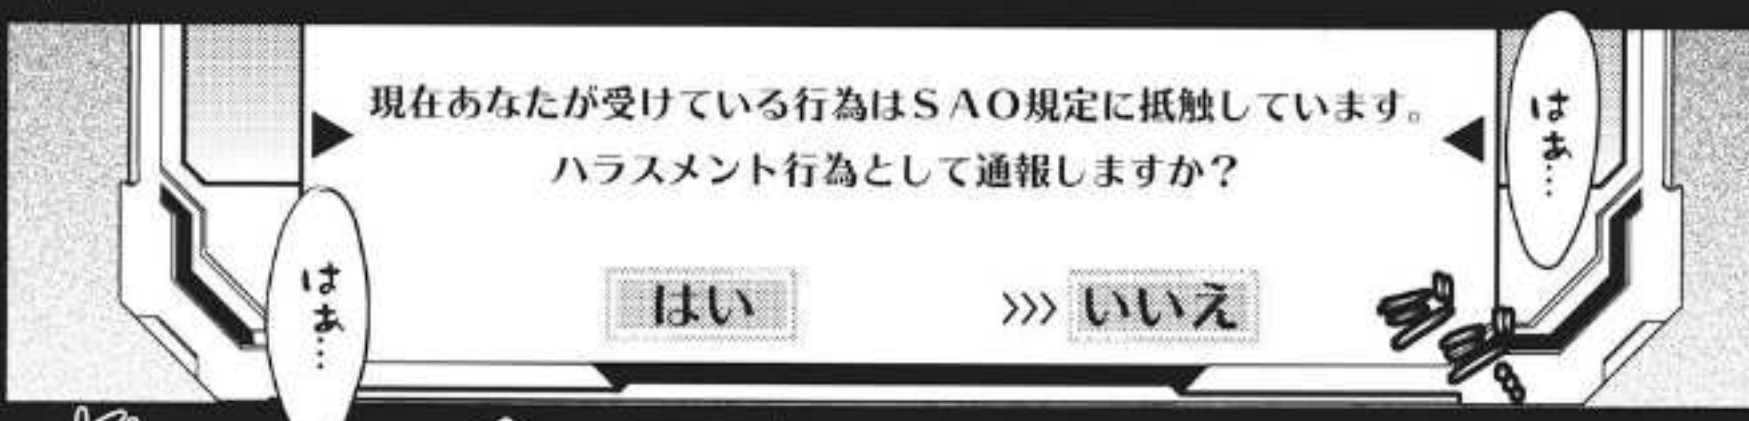 はぁ…
現在あなたが受けている行為はSAO規定に抵触しています。
ハラスメント行為として通報しますか？
はい
>>> いいえ
はぁ…